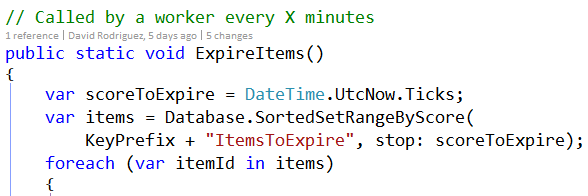 // Called by a worker every X minutes
1 reference | David Rodriguez, 5 days ago | 5 changes
public static void ExpireItems()
{
var scoreToExpire = DateTime.UtcNow.Ticks;
var items = Database.SortedSetRangeByScore(
KeyPrefix + "ItemsToExpire", stop: scoreToExpire);
foreach (var itemId in items)
{